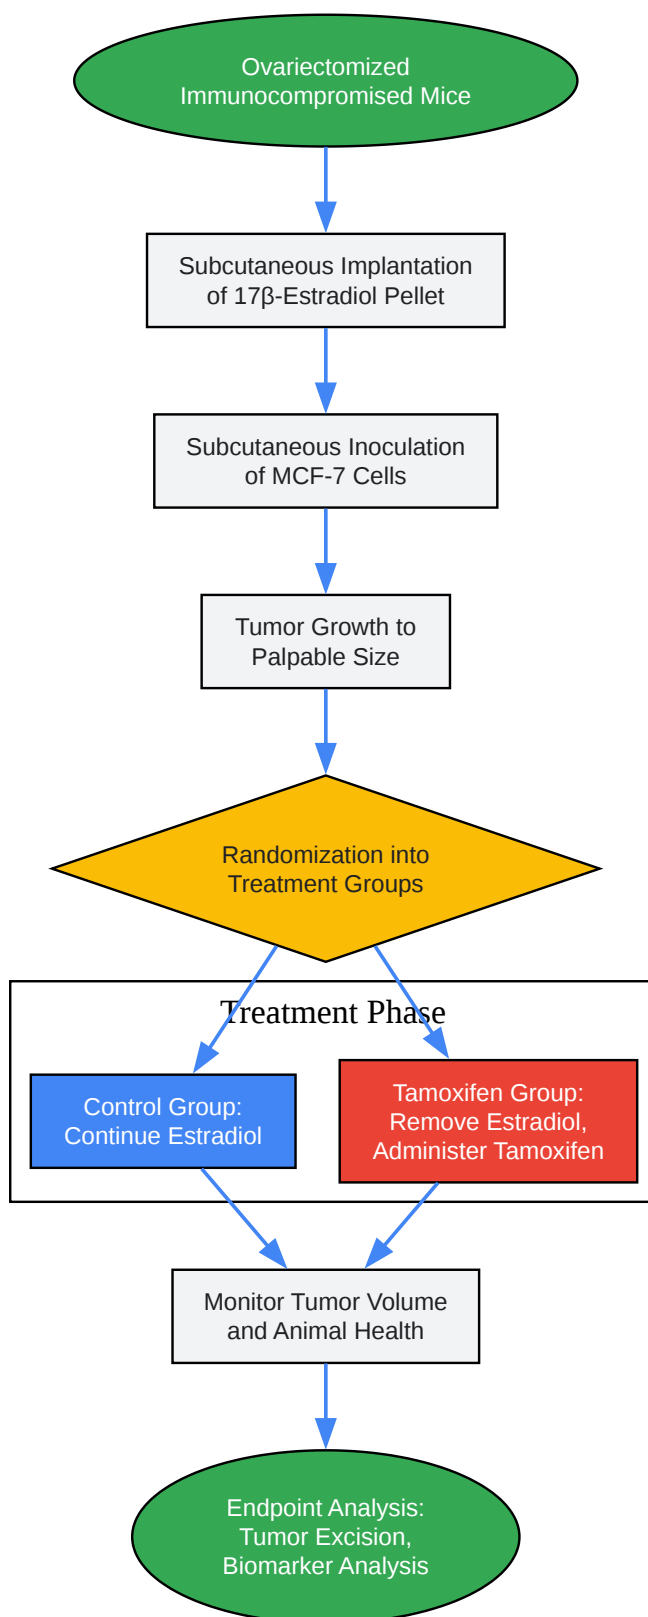 Ovariectomized
Immunocompromised Mice
Subcutaneous Implantation
of 17β-Estradiol Pellet
Subcutaneous Inoculation
of MCF-7 Cells
Tumor Growth to
Palpable Size
Randomization into
Treatment Groups
Treatment Phase
Control Group:
Continue Estradiol
Tamoxifen Group:
Remove Estradiol,
Administer Tamoxifen
Monitor Tumor Volume
and Animal Health
Endpoint Analysis:
Tumor Excision,
Biomarker Analysis